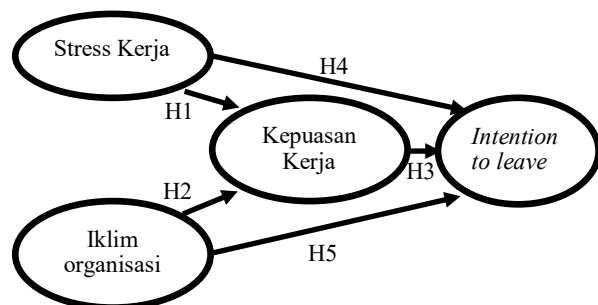 Stress Kerja
H4
H1
Kepuasan
Kerja
Intention
to leave
H3
H2
Iklim
organisasi
H5